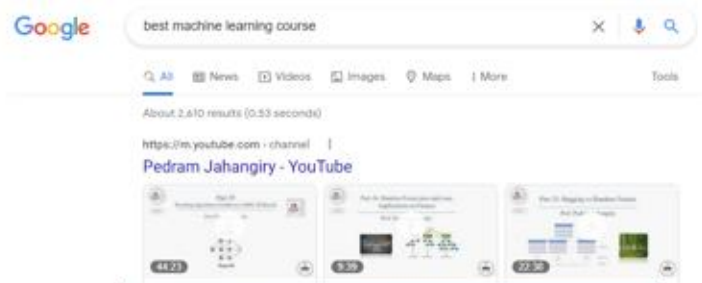 Google
best machine learning course
All News Videos Images Maps More Tools
About 2,610 results (0.53 seconds)
https://m.youtube.com › channel
Pedram Jahangiry - YouTube
44:23 9:39 22:30